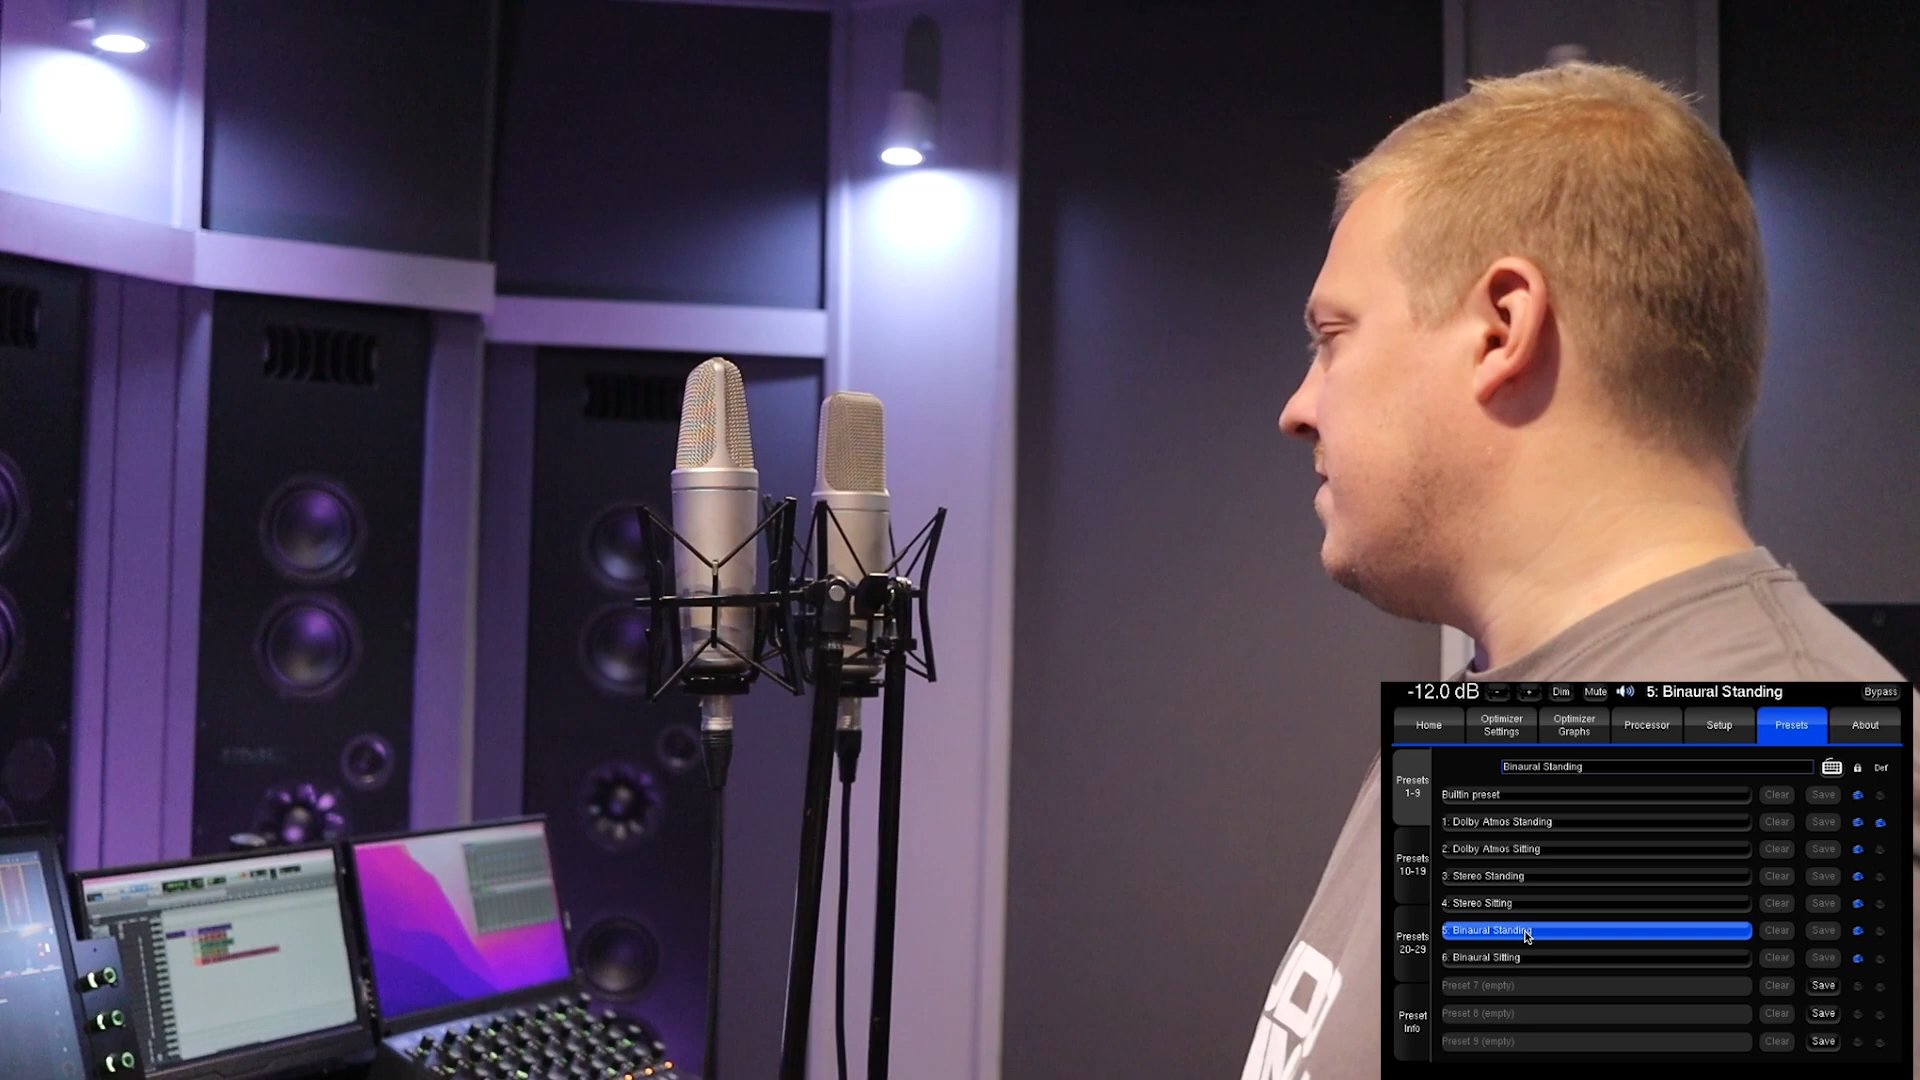 -12.0 dB - + Dim Mute 5: Binaural Standing Bypass
Home Optimizer Settings Optimizer Graphs Processor Setup Presets About
Binaural Standing Def
Presets 1-9
Builtin preset Clear Save
1: Dolby Atmos Standing Clear Save
2: Dolby Atmos Sitting Clear Save
Presets 10-19
3: Stereo Standing Clear Save
4: Stereo Sitting Clear Save
Presets 20-29
5: Binaural Standing Clear Save
6: Binaural Sitting Clear Save
Preset 7 (empty) Clear Save
Preset Info
Preset 8 (empty) Clear Save
Preset 9 (empty) Clear Save